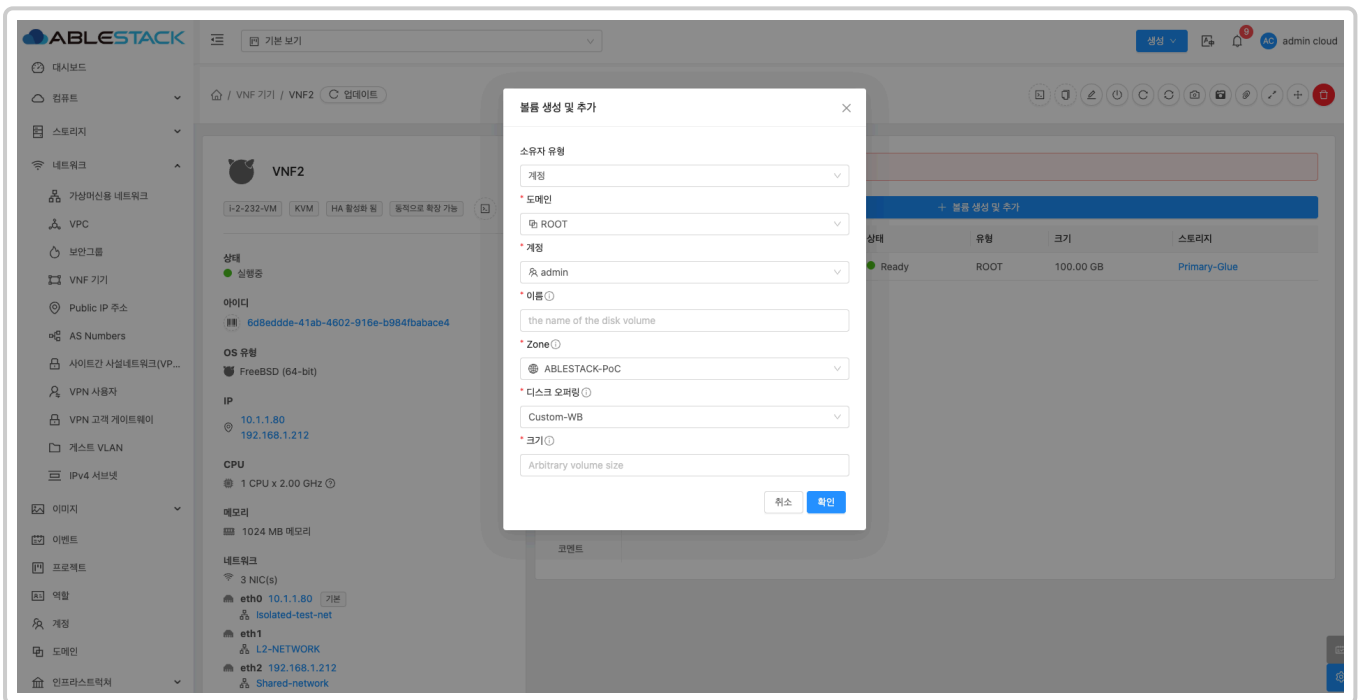 ABLESTACK
기본 보기
생성
9
AC
admin cloud
대시보드
컴퓨트
스토리지
네트워크
가상머신용 네트워크
VPC
보안그룹
VNF 기기
Public IP 주소
AS Numbers
사이트간 사설네트워크(VP...
VPN 사용자
VPN 고객 게이트웨이
게스트 VLAN
IPv4 서브넷
이미지
이벤트
프로젝트
역할
계정
도메인
인프라스트럭쳐
/ VNF 기기 / VNF2 업데이트
VNF2
i-2-232-VM KVM HA 활성화 됨 동적으로 확장 가능
상태
실행중
아이디
6d8eddde-41ab-4602-916e-b984fbabace4
OS 유형
FreeBSD (64-bit)
IP
10.1.1.80
192.168.1.212
CPU
1 CPU x 2.00 GHz
메모리
1024 MB 메모리
네트워크
3 NIC(s)
eth0 10.1.1.80 기본
Isolated-test-net
eth1
L2-NETWORK
eth2 192.168.1.212
Shared-network
볼륨 생성 및 추가
소유자 유형
계정
* 도메인
ROOT
* 계정
admin
* 이름
the name of the disk volume
* Zone
ABLESTACK-PoC
* 디스크 오퍼링
Custom-WB
* 크기
Arbitrary volume size
취소 확인
+ 볼륨 생성 및 추가
상태 유형 크기 스토리지
Ready ROOT 100.00 GB Primary-Glue
코멘트